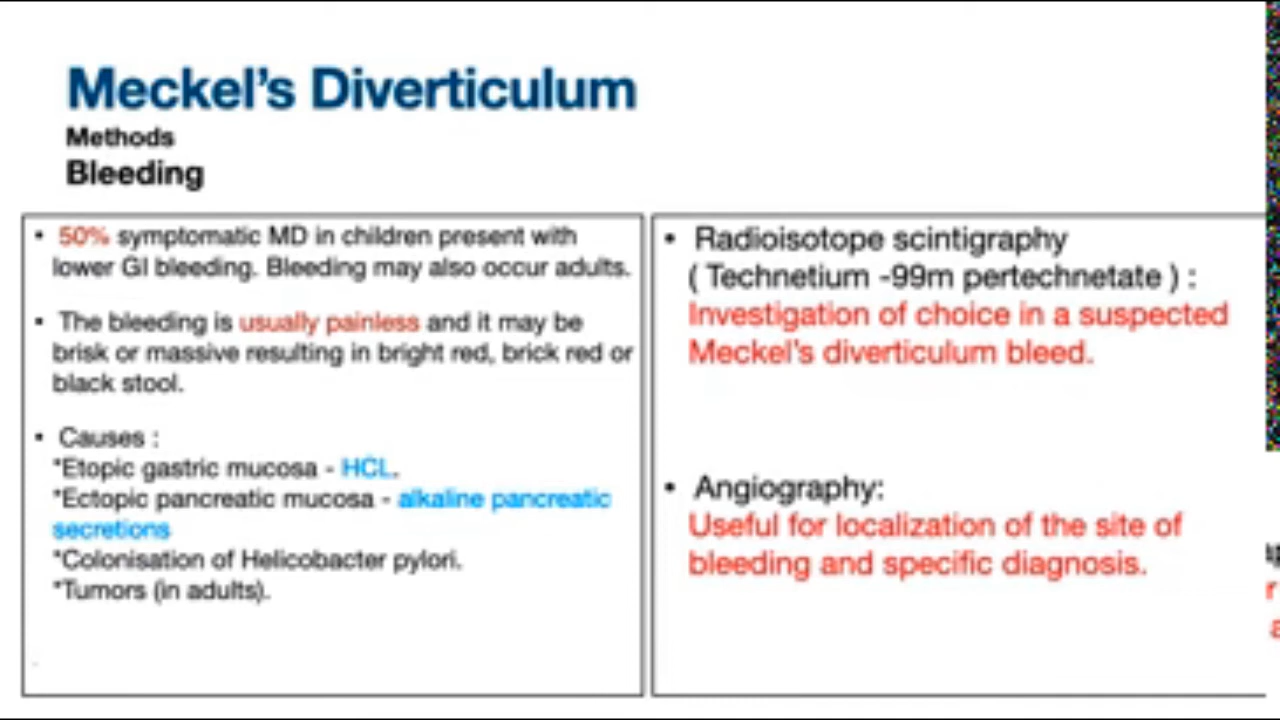 Meckel's Diverticulum
Methods
Bleeding
• 50% symptomatic MD in children present with
lower GI bleeding. Bleeding may also occur adults.
• The bleeding is usually painless and it may be
brisk or massive resulting in bright red, brick red or
black stool.
• Causes :
*Etopic gastric mucosa - HCL.
*Ectopic pancreatic mucosa - alkaline pancreatic
secretions
*Colonisation of Helicobacter pylori.
*Tumors (in adults).
• Radioisotope scintigraphy
( Technetium -99m pertechnetate ) :
Investigation of choice in a suspected
Meckel's diverticulum bleed.
• Angiography:
Useful for localization of the site of
bleeding and specific diagnosis.